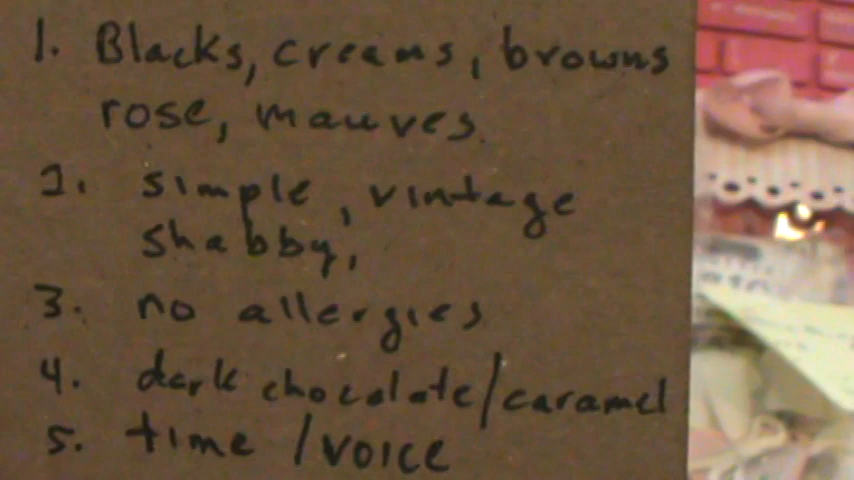 1. Blacks, creams, browns
rose, mauves
2. simple, vintage
shabby,
3. no allergies
4. dark chocolate/caramel
5. time /voice